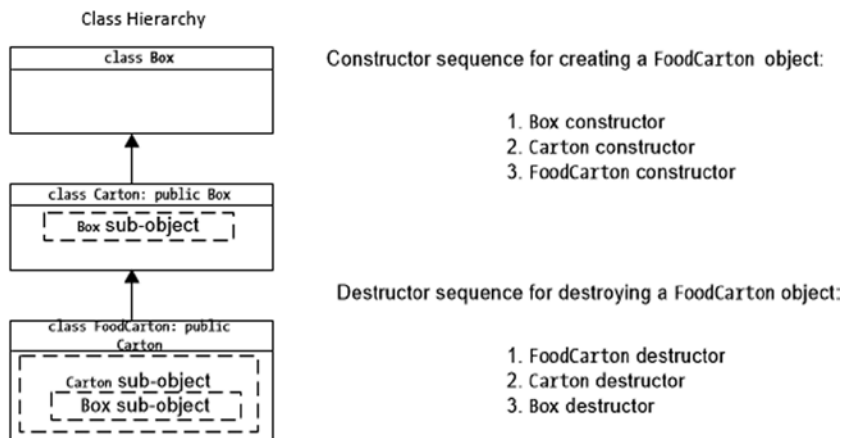 Class Hierarchy
class Box
class Carton: public Box
Box sub-object
class FoodCarton: public
Carton
Carton sub-object
Box sub-object
Constructor sequence for creating a FoodCarton object:
1. Box constructor
2. Carton constructor
3. FoodCarton constructor
Destructor sequence for destroying a FoodCarton object:
1. FoodCarton destructor
2. Carton destructor
3. Box destructor